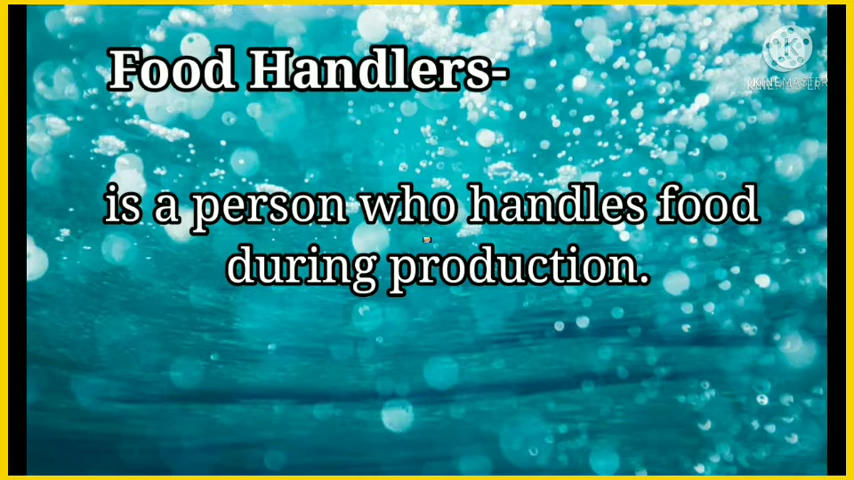 Food Handlers-
KINEMASTER
is a person who handles food
during production.